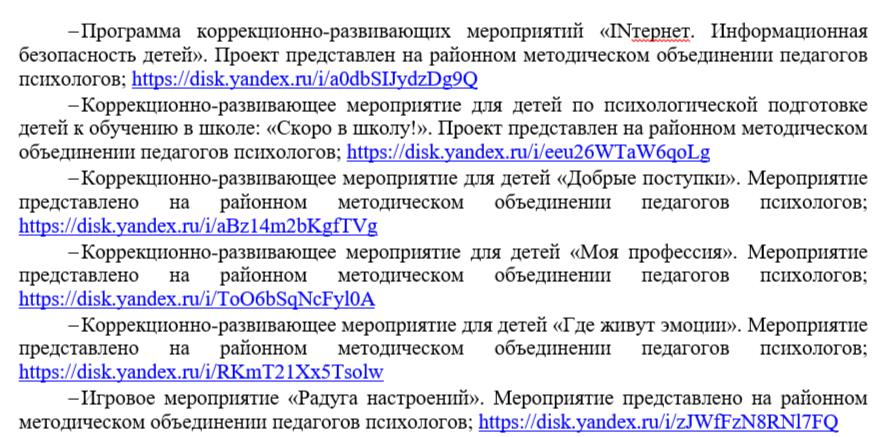 –Программа коррекционно-развивающих мероприятий «INтернет. Информационная
безопасность детей». Проект представлен на районном методическом объединении педагогов
психологов; https://disk.yandex.ru/i/a0dbSIJydzDg9Q
–Коррекционно-развивающее мероприятие для детей по психологической подготовке
детей к обучению в школе: «Скоро в школу!». Проект представлен на районном методическом
объединении педагогов психологов; https://disk.yandex.ru/i/eeu26WTaW6qoLg
–Коррекционно-развивающее мероприятие для детей «Добрые поступки». Мероприятие
представлено на районном методическом объединении педагогов психологов;
https://disk.yandex.ru/i/aBz14m2bKgfTVg
–Коррекционно-развивающее мероприятие для детей «Моя профессия». Мероприятие
представлено на районном методическом объединении педагогов психологов;
https://disk.yandex.ru/i/ToO6bSqNcFyl0A
–Коррекционно-развивающее мероприятие для детей «Где живут эмоции». Мероприятие
представлено на районном методическом объединении педагогов психологов;
https://disk.yandex.ru/i/RKmT21Xx5Tsolw
–Игровое мероприятие «Радуга настроений». Мероприятие представлено на районном
методическом объединении педагогов психологов; https://disk.yandex.ru/i/zJWfFzN8RNl7FQ